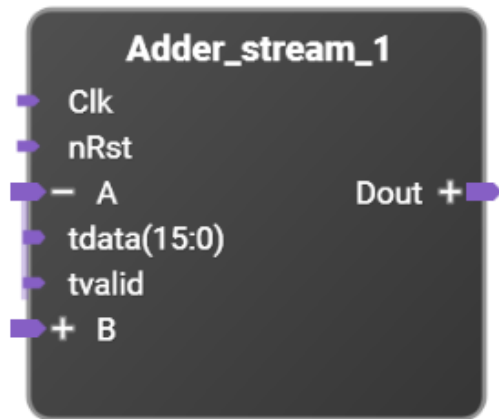 Adder_stream_1
Clk
nRst
− A
Dout +
tdata(15:0)
tvalid
+ B